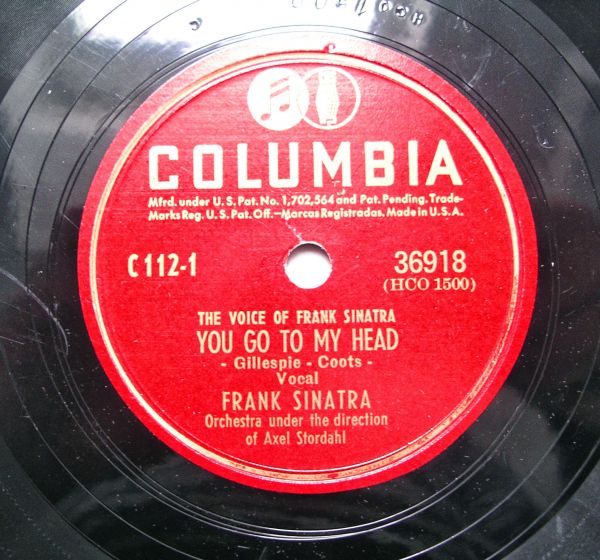 COLUMBIA
Mfrd. under U.S. Pat. No. 1,702,564 and Pat. Pending. Trade-
Marks Reg. U.S. Pat. Off.—Marcas Registradas. Made in U.S.A.
C 112-1
36918
(HCO 1500)
THE VOICE OF FRANK SINATRA
YOU GO TO MY HEAD
- Gillespie - Coots -
Vocal
FRANK SINATRA
Orchestra under the direction
of Axel Stordahl